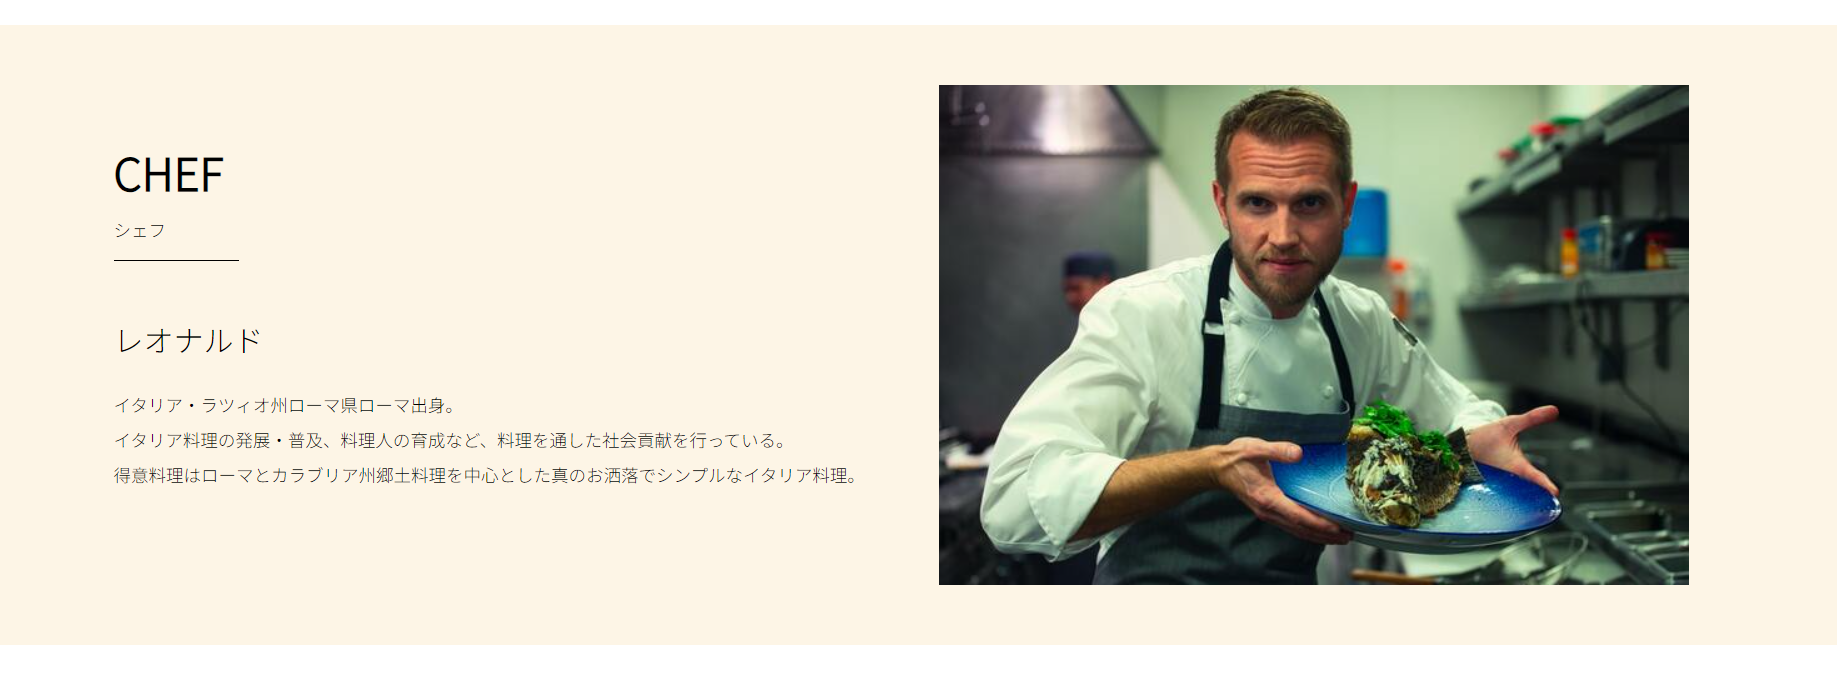 CHEF
シェフ
レオナルド
イタリア・ラツィオ州ローマ県ローマ出身。
イタリア料理の発展・普及、料理人の育成など、料理を通した社会貢献を行っている。
得意料理はローマとカラブリア州郷土料理を中心とした真のお洒落でシンプルなイタリア料理。